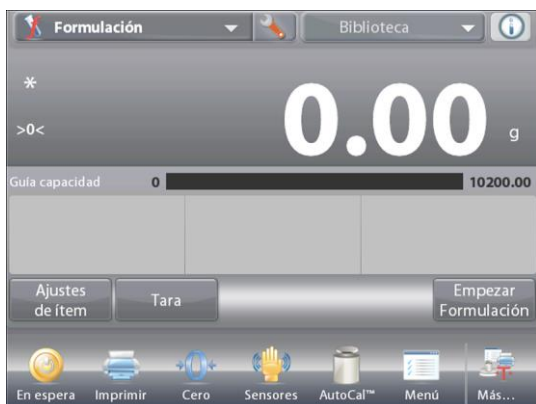 Formulación
Biblioteca
*
>0<
0.00 g
Guía capacidad 0 10200.00
Ajustes de ítem
Tara
Empezar Formulación
En espera Imprimir Cero Sensores AutoCal™ Menú Más...